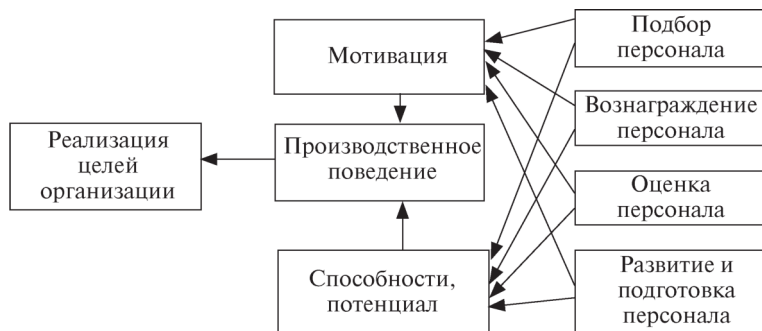 Мотивация
Подбор
персонала
Вознаграждение
персонала
Реализация
целей
организации
Производственное
поведение
Оценка
персонала
Способности,
потенциал
Развитие и
подготовка
персонала